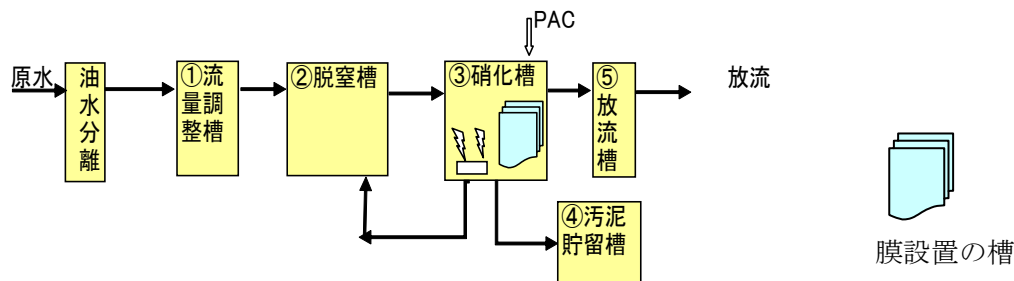 PAC
原水
油
水
分
離
①流
量調
整槽
②脱窒槽
③硝化槽
⑤
放
流
槽
放流
④汚泥
貯留槽
膜設置の槽